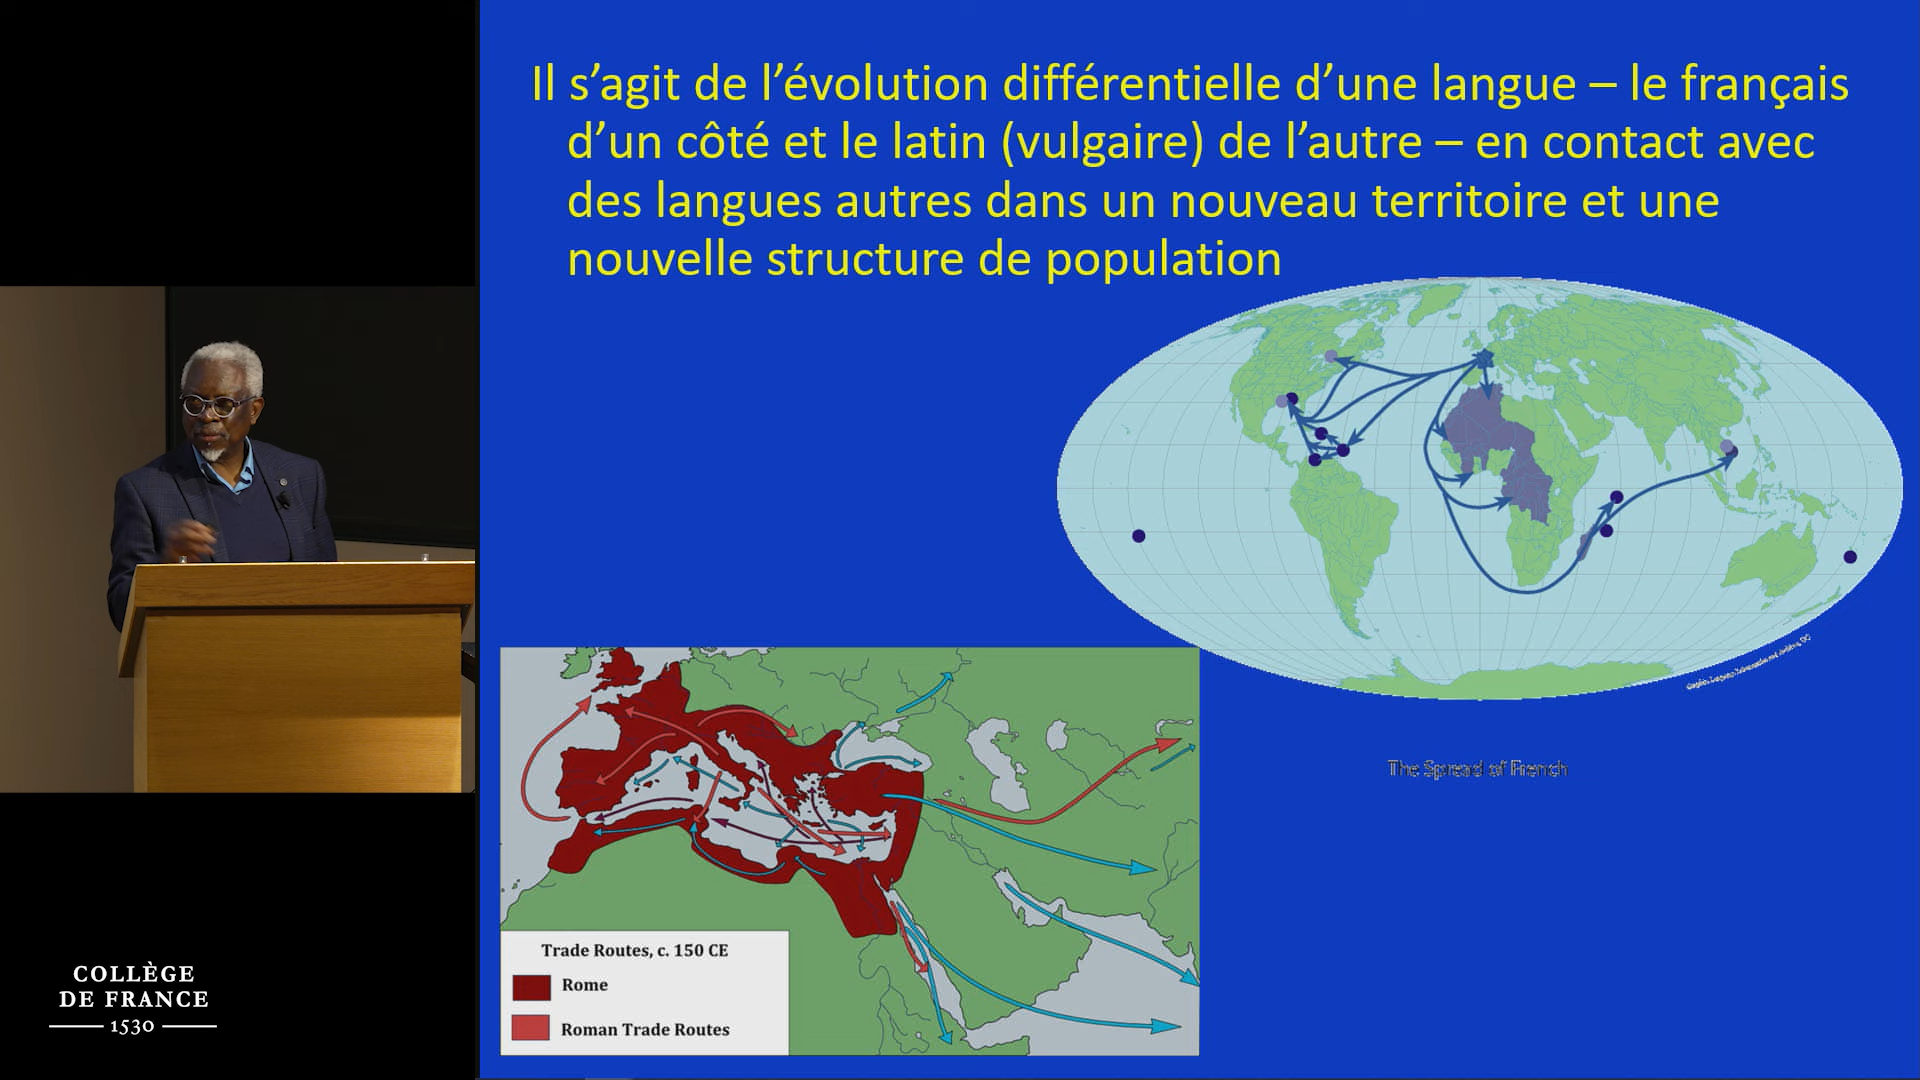 Il s’agit de l’évolution différentielle d’une langue – le français
d’un côté et le latin (vulgaire) de l’autre – en contact avec
des langues autres dans un nouveau territoire et une
nouvelle structure de population
The Spread of French
Trade Routes, c. 150 CE
Rome
Roman Trade Routes
COLLÈGE
DE FRANCE
1530